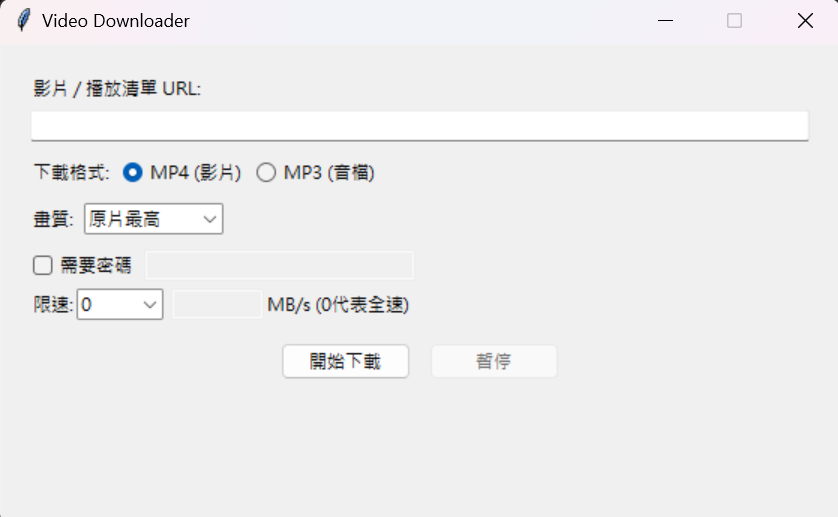 Video Downloader
影片 / 播放清單 URL:
下載格式: MP4 (影片) MP3 (音檔)
畫質: 原片最高
需要密碼
限速: 0 MB/s (0代表全速)
開始下載 暫停